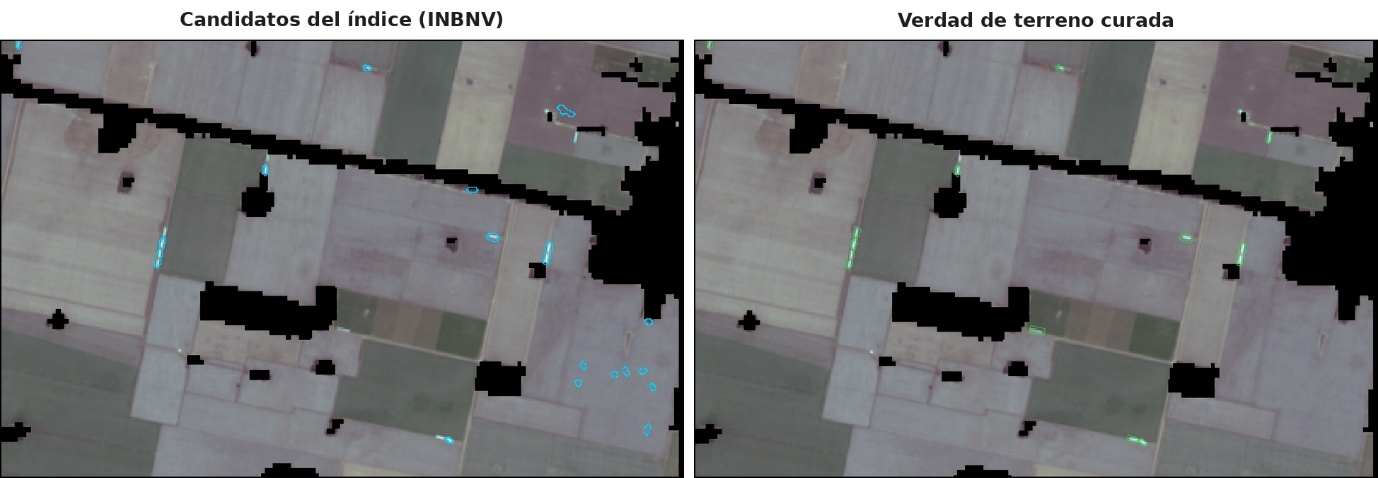 Candidatos del índice (INBNV)
Verdad de terreno curada